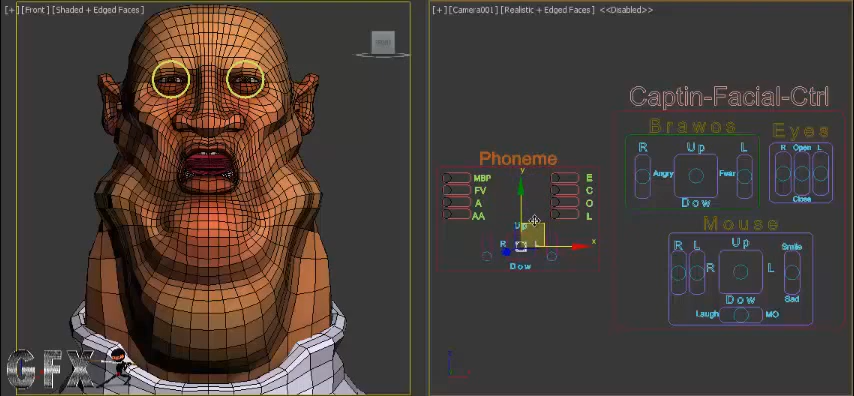 [+] [Front] [Shaded + Edged Faces]
FRONT
GFX
[+] [Camera001] [Realistic + Edged Faces] <<Disabled>>
Captin-Facial-Ctrl
Brawos
R Up L
Angry Fear
Dow
Eyes
R Open L
Close
Phoneme
y
MBP E
FV C
A O
AA L
Up
x
R L
Dow
Mouse
R L Up Smile
R L
Dow Sad
Laugh MO